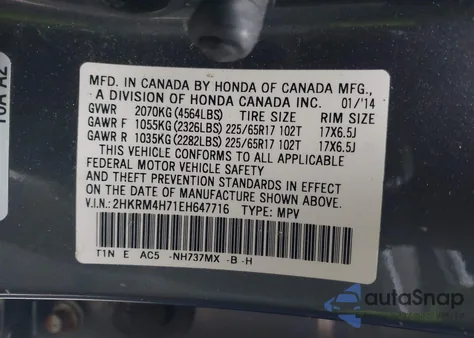 MFD. IN CANADA BY HONDA OF CANADA MFG.,
A DIVISION OF HONDA CANADA INC. 01/'14
GVWR 2070KG (4564LBS) TIRE SIZE RIM SIZE
GAWR F 1055KG (2326LBS) 225/65R17 102T 17X6.5J
GAWR R 1035KG (2282LBS) 225/65R17 102T 17X6.5J
THIS VEHICLE CONFORMS TO ALL APPLICABLE
FEDERAL MOTOR VEHICLE SAFETY
AND THEFT PREVENTION STANDARDS IN EFFECT
ON THE DATE OF MANUFACTURE SHOWN ABOVE.
V.I.N.: 2HKRM4H71EH647716 TYPE: MPV
T1N E AC5 -NH737MX -B -H
autoSnap